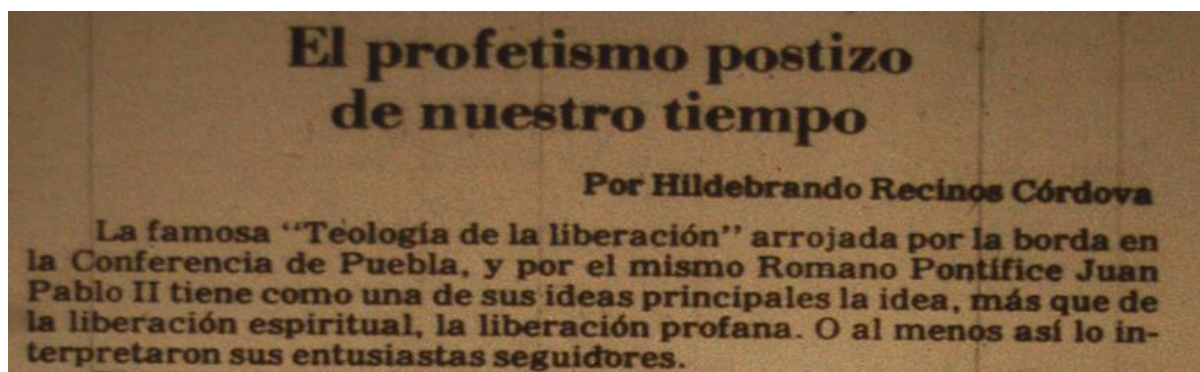 El profetismo postizo
de nuestro tiempo
Por Hildebrando Recinos Córdova
La famosa “Teología de la liberación” arrojada por la borda en
la Conferencia de Puebla, y por el mismo Romano Pontífice Juan
Pablo II tiene como una de sus ideas principales la idea, más que de
la liberación espiritual, la liberación profana. O al menos así lo in-
terpretaron sus entusiastas seguidores.